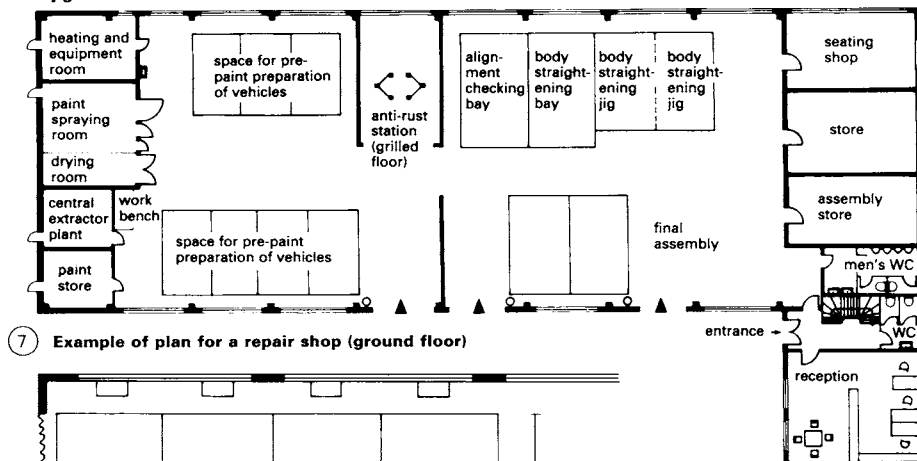 heating and
equipment
room
space for pre-
paint preparation
of vehicles
anti-rust
station
(grilled
floor)
align-
ment
checking
bay
body
straight-
ening
bay
body
straight-
ening
jig
body
straight-
ening
jig
seating
shop
paint
spraying
room
store
drying
room
central
extractor
plant
work
bench
assembly
store
space for pre-paint
preparation of vehicles
final
assembly
paint
store
men's WC
entrance
WC
7 Example of plan for a repair shop (ground floor)
reception